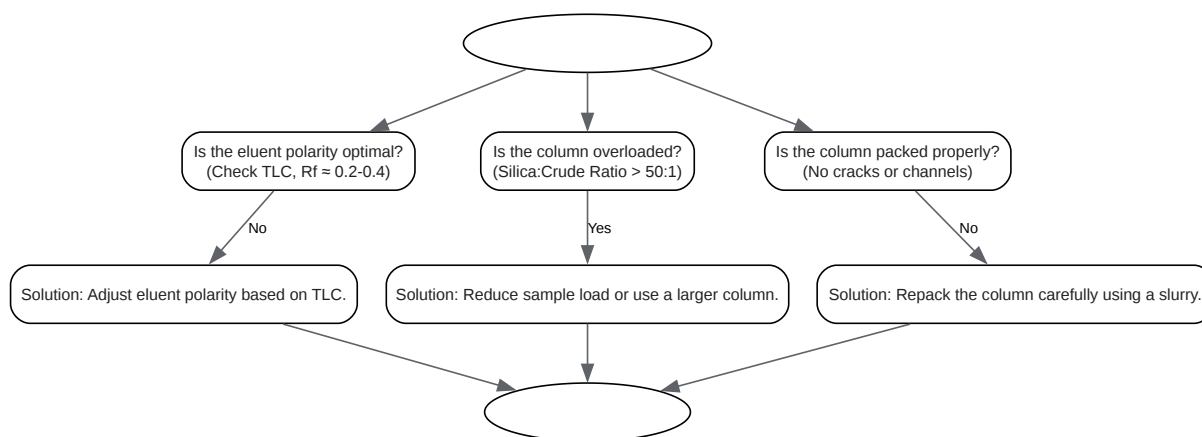 Is the eluent polarity optimal?
(Check TLC, Rf ≈ 0.2-0.4)
Is the column overloaded?
(Silica:Crude Ratio > 50:1)
Is the column packed properly?
(No cracks or channels)
No
Yes
No
Solution: Adjust eluent polarity based on TLC.
Solution: Reduce sample load or use a larger column.
Solution: Repack the column carefully using a slurry.